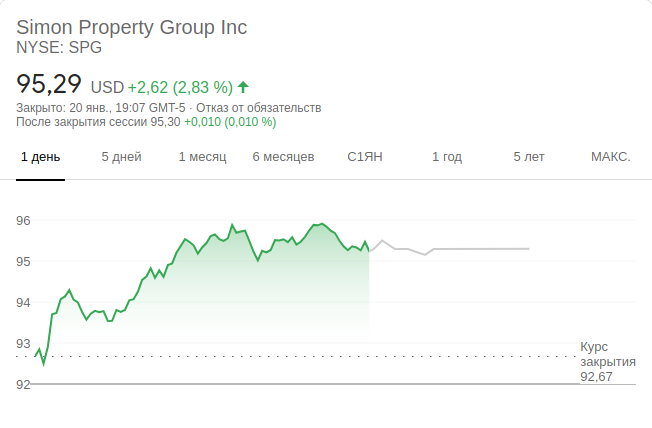 Simon Property Group Inc
NYSE: SPG
95,29 USD +2,62 (2,83 %)
Закрыто: 20 янв., 19:07 GMT-5 · Отказ от обязательств
После закрытия сессии 95,30 +0,010 (0,010 %)
1 день 5 дней 1 месяц 6 месяцев С1ЯН 1 год 5 лет МАКС.
96
95
94
93
92
Курс
закрытия
92,67